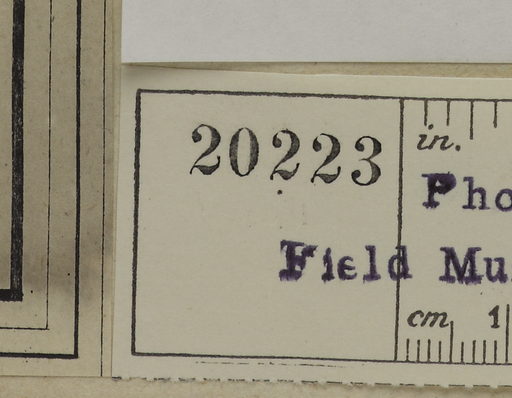 20223
in.
Pho
Field Mu
cm 1